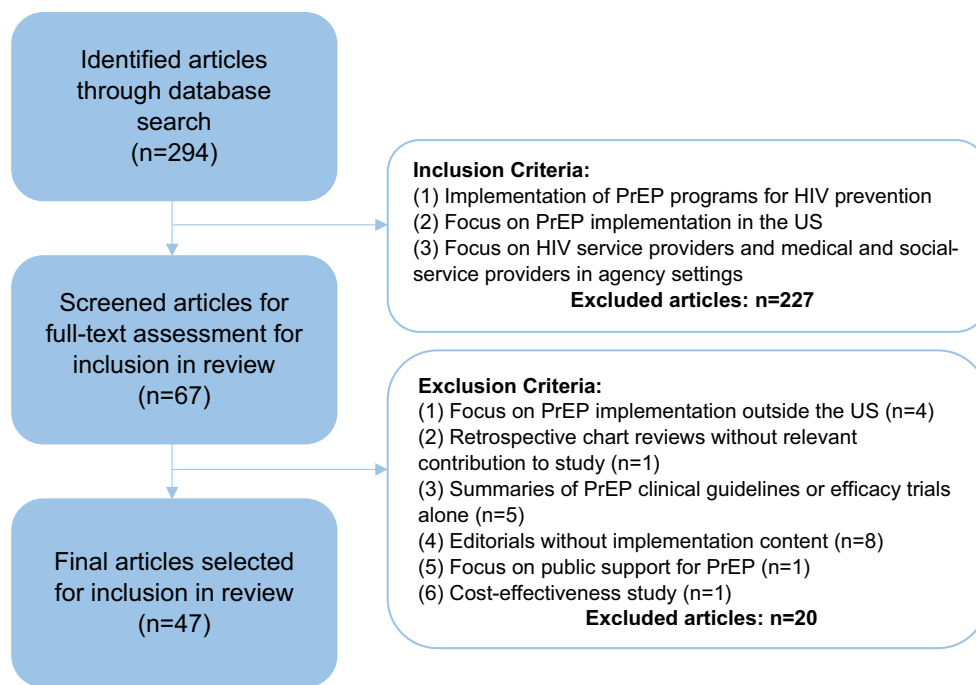 Identified articles
through database
search
(n=294)
Inclusion Criteria:
(1) Implementation of PrEP programs for HIV prevention
(2) Focus on PrEP implementation in the US
(3) Focus on HIV service providers and medical and social-
service providers in agency settings
Excluded articles: n=227
Screened articles for
full-text assessment for
inclusion in review
(n=67)
Exclusion Criteria:
(1) Focus on PrEP implementation outside the US (n=4)
(2) Retrospective chart reviews without relevant
contribution to study (n=1)
(3) Summaries of PrEP clinical guidelines or efficacy trials
alone (n=5)
(4) Editorials without implementation content (n=8)
(5) Focus on public support for PrEP (n=1)
(6) Cost-effectiveness study (n=1)
Excluded articles: n=20
Final articles selected
for inclusion in review
(n=47)